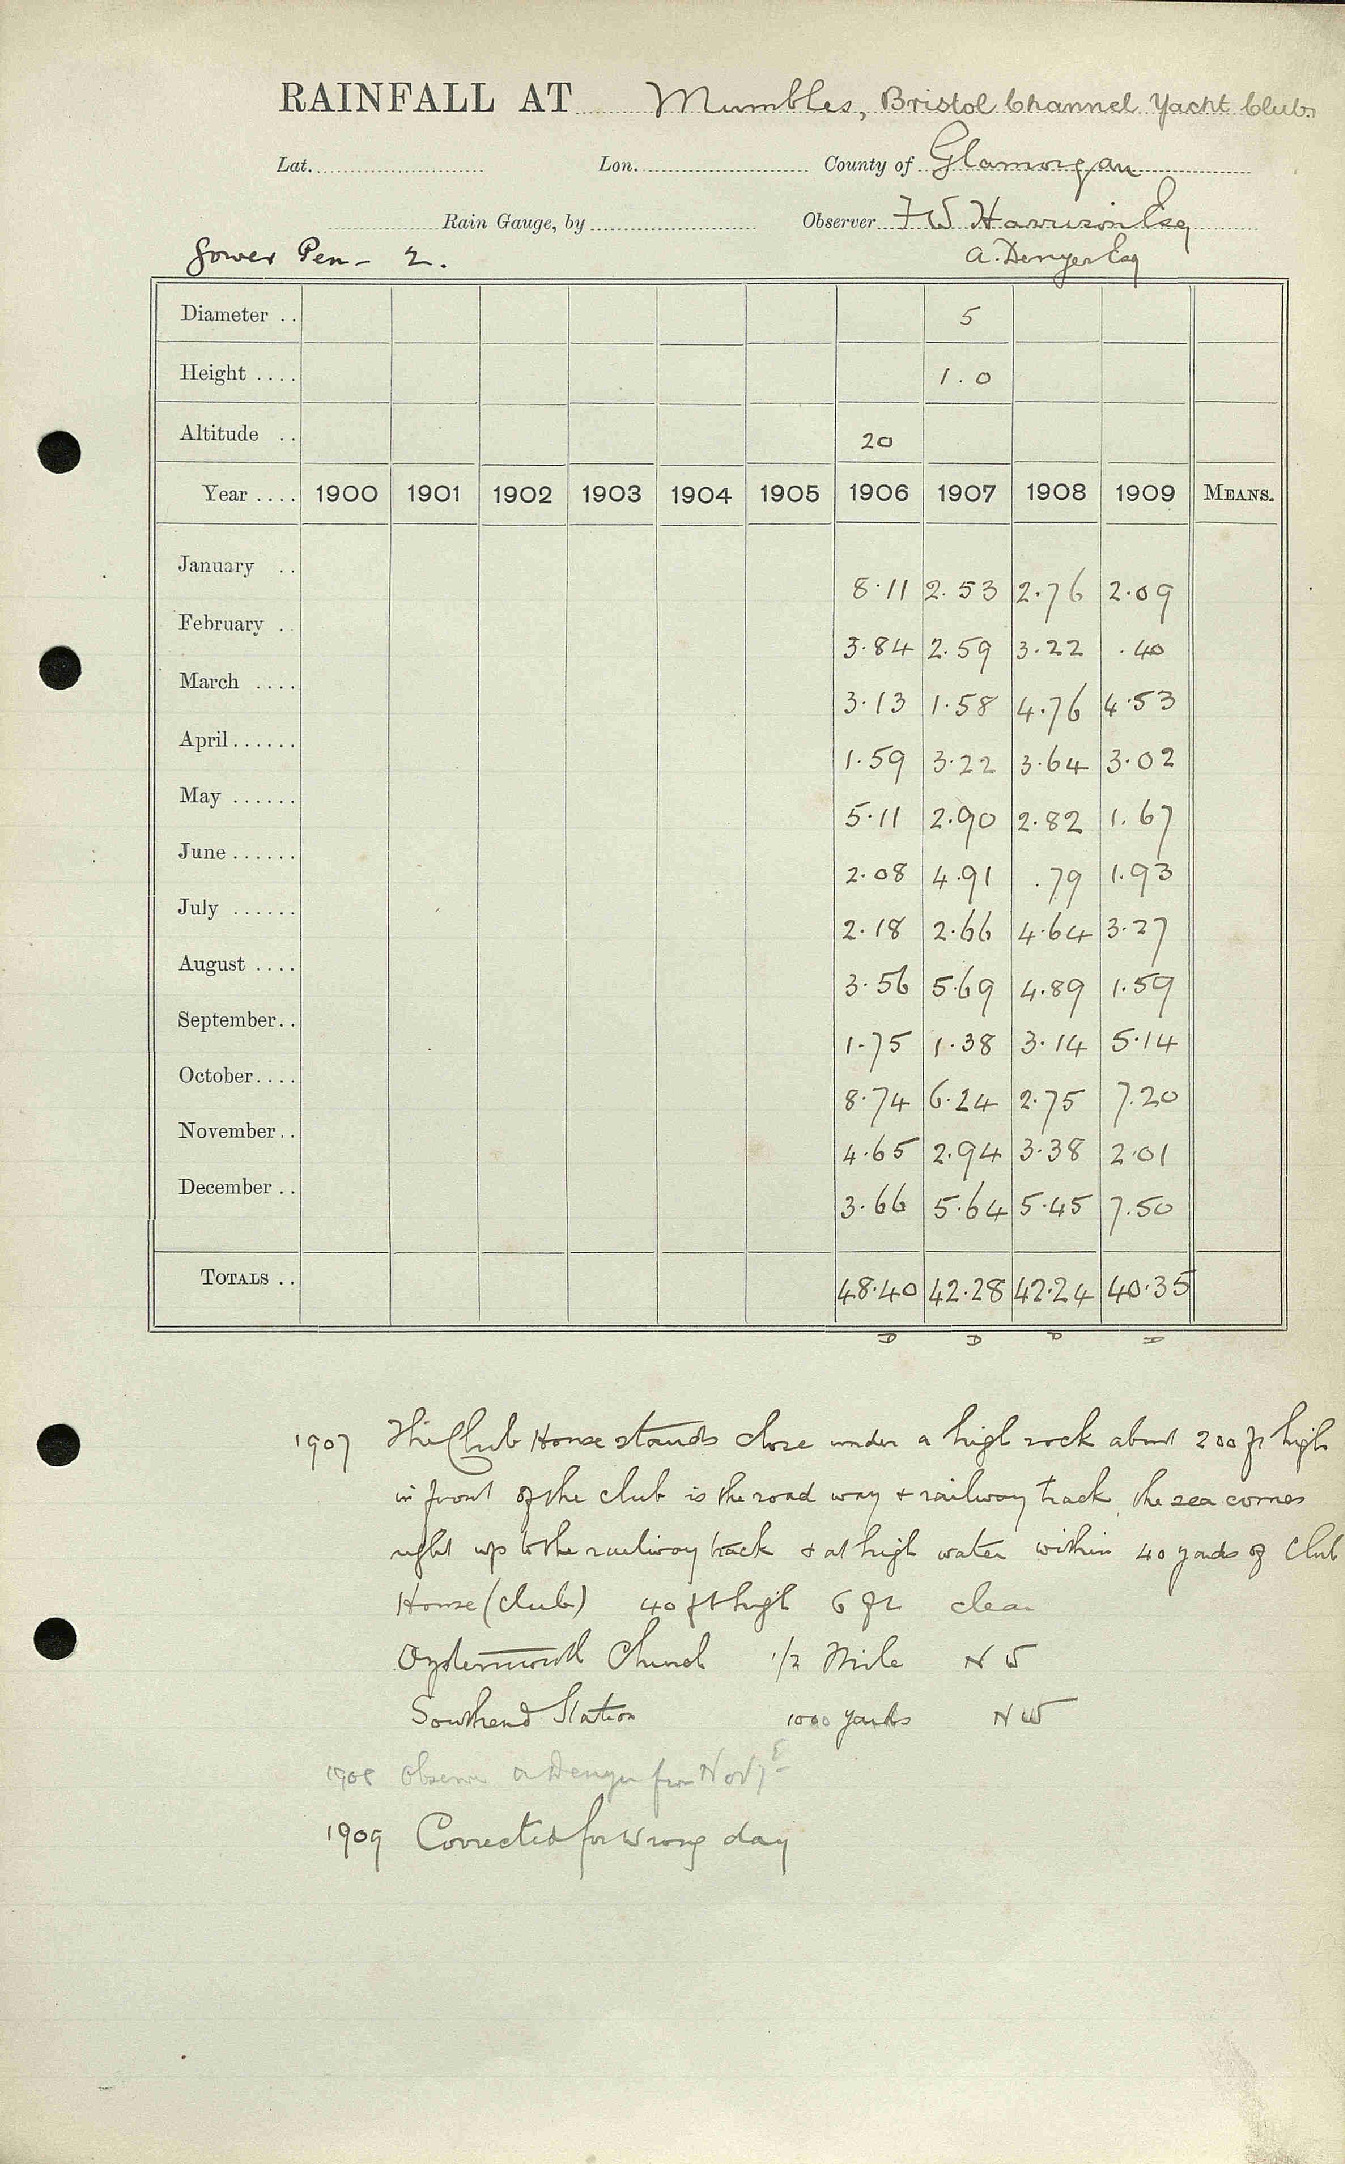 RAINFALL AT Mumbles, Bristol Channel Yacht Club.
Lat. Lon. County of Glamorgan
Rain Gauge, by Observer F W Harrison Esq
Gower Pen - 2. A. Denyer Esq
Diameter .. 5
Height .... 1.0
Altitude .. 20
Year .... 1900 1901 1902 1903 1904 1905 1906 1907 1908 1909 MEANS.
January .. 8.11 2.53 2.76 2.09
February .. 3.84 2.59 3.22 .40
March .... 3.13 1.58 4.76 4.53
April ...... 1.59 3.22 3.64 3.02
May ...... 5.11 2.90 2.82 1.67
June ...... 2.08 4.91 .79 1.93
July ...... 2.18 2.66 4.64 3.27
August .... 3.56 5.69 4.89 1.59
September.. 1.75 1.38 3.14 5.14
October.... 8.74 6.24 2.75 7.20
November.. 4.65 2.94 3.38 2.01
December .. 3.66 5.64 5.45 7.50
TOTALS .. 48.40 42.28 42.24 40.35
1907 The Club House stands close under a high rock about 200 ft high
in front of the club is the road way + railway track the sea comes
right up to the railway track & at high water within 40 yards of Club
House (club) 40 ft high 6 ft clear
Oystermouth Church 1/2 Mile N W
Southend Station 1000 yards N W
1908 Observer A Denyer from Nov
1909 Corrected for wrong day